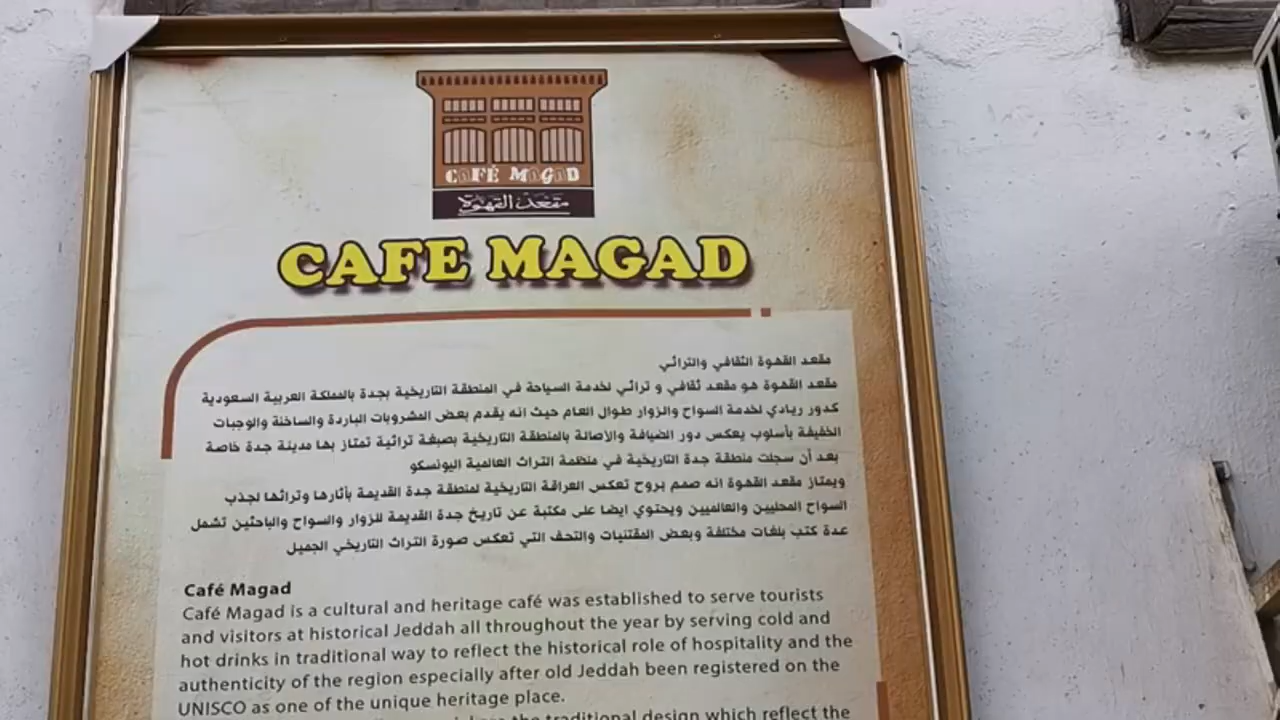 CAFÉ MAGAD
مقعد القهوة
CAFE MAGAD
مقعد القهوة الثقافي والتراثي
مقعد القهوة هو مقعد ثقافي و تراثي لخدمة السياحة في المنطقة التاريخية بجدة بالمملكة العربية السعودية
كدور ريادي لخدمة السواح والزوار طوال العام حيث انه يقدم بعض المشروبات الباردة والساخنة والوجبات
الخفيفة بأسلوب يعكس دور الضيافة والاصالة بالمنطقة التاريخية بصبغة تراثية تمتاز بها مدينة جدة خاصة
بعد أن سجلت منطقة جدة التاريخية في منظمة التراث العالمية اليونسكو
ويمتاز مقعد القهوة انه صمم بروح تعكس العراقة التاريخية لمنطقة جدة القديمة بأثارها وتراثها لجذب
السواح المحليين والعالميين ويحتوي ايضا على مكتبة عن تاريخ جدة القديمة للزوار والسواح والباحثين تشمل
عدة كتب بلغات مختلفة وبعض المقتنيات والتحف التي تعكس صورة التراث التاريخي الجميل
Café Magad
Café Magad is a cultural and heritage café was established to serve tourists
and visitors at historical Jeddah all throughout the year by serving cold and
hot drinks in traditional way to reflect the historical role of hospitality and the
authenticity of the region especially after old Jeddah been registered on the
UNISCO as one of the unique heritage place.
the traditional design which reflect the